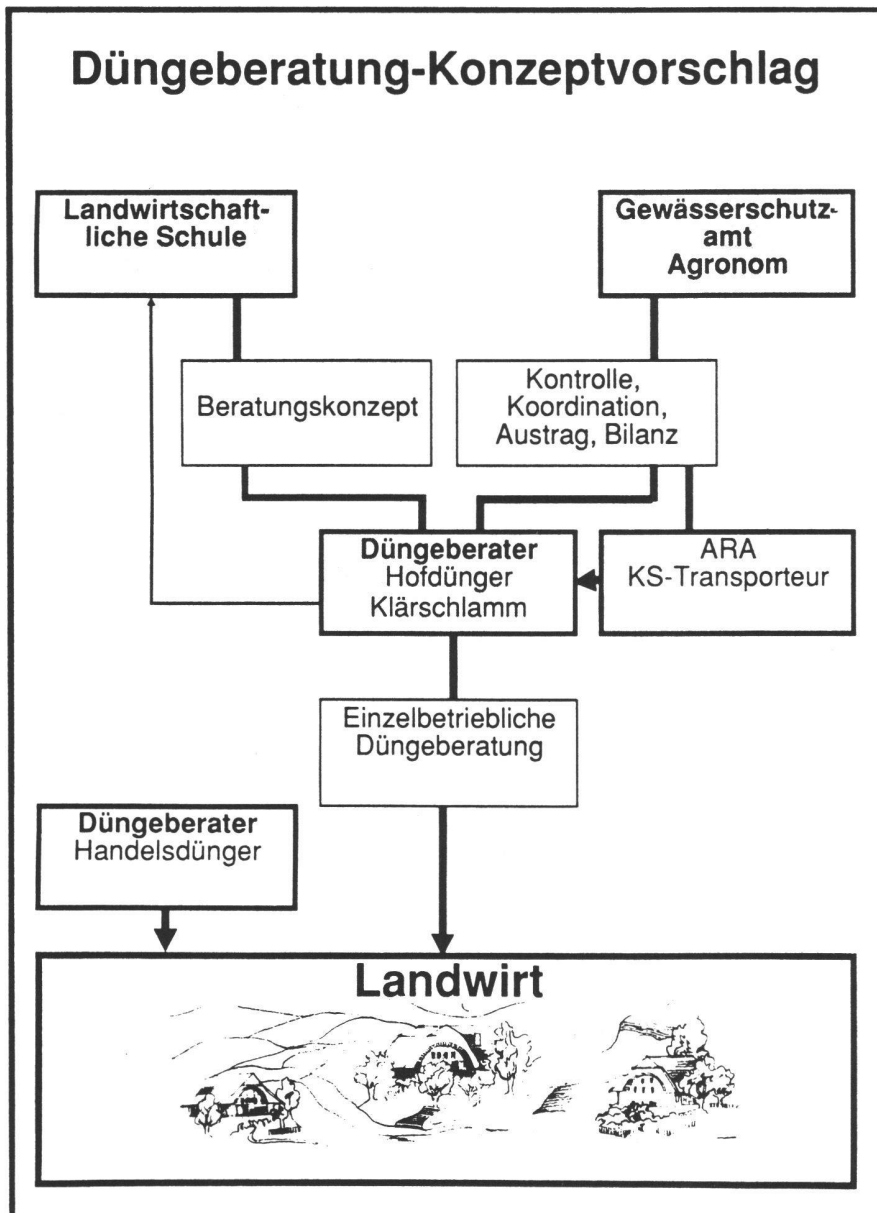 Düngeberatung-Konzeptvorschlag
Landwirtschaft-
liche Schule
Gewässerschutz-
amt
Agronom
Beratungskonzept
Kontrolle,
Koordination,
Austrag, Bilanz
Düngeberater
Hofdünger
Klärschlamm
ARA
KS-Transporteur
Einzelbetriebliche
Düngeberatung
Düngeberater
Handelsdünger
Landwirt